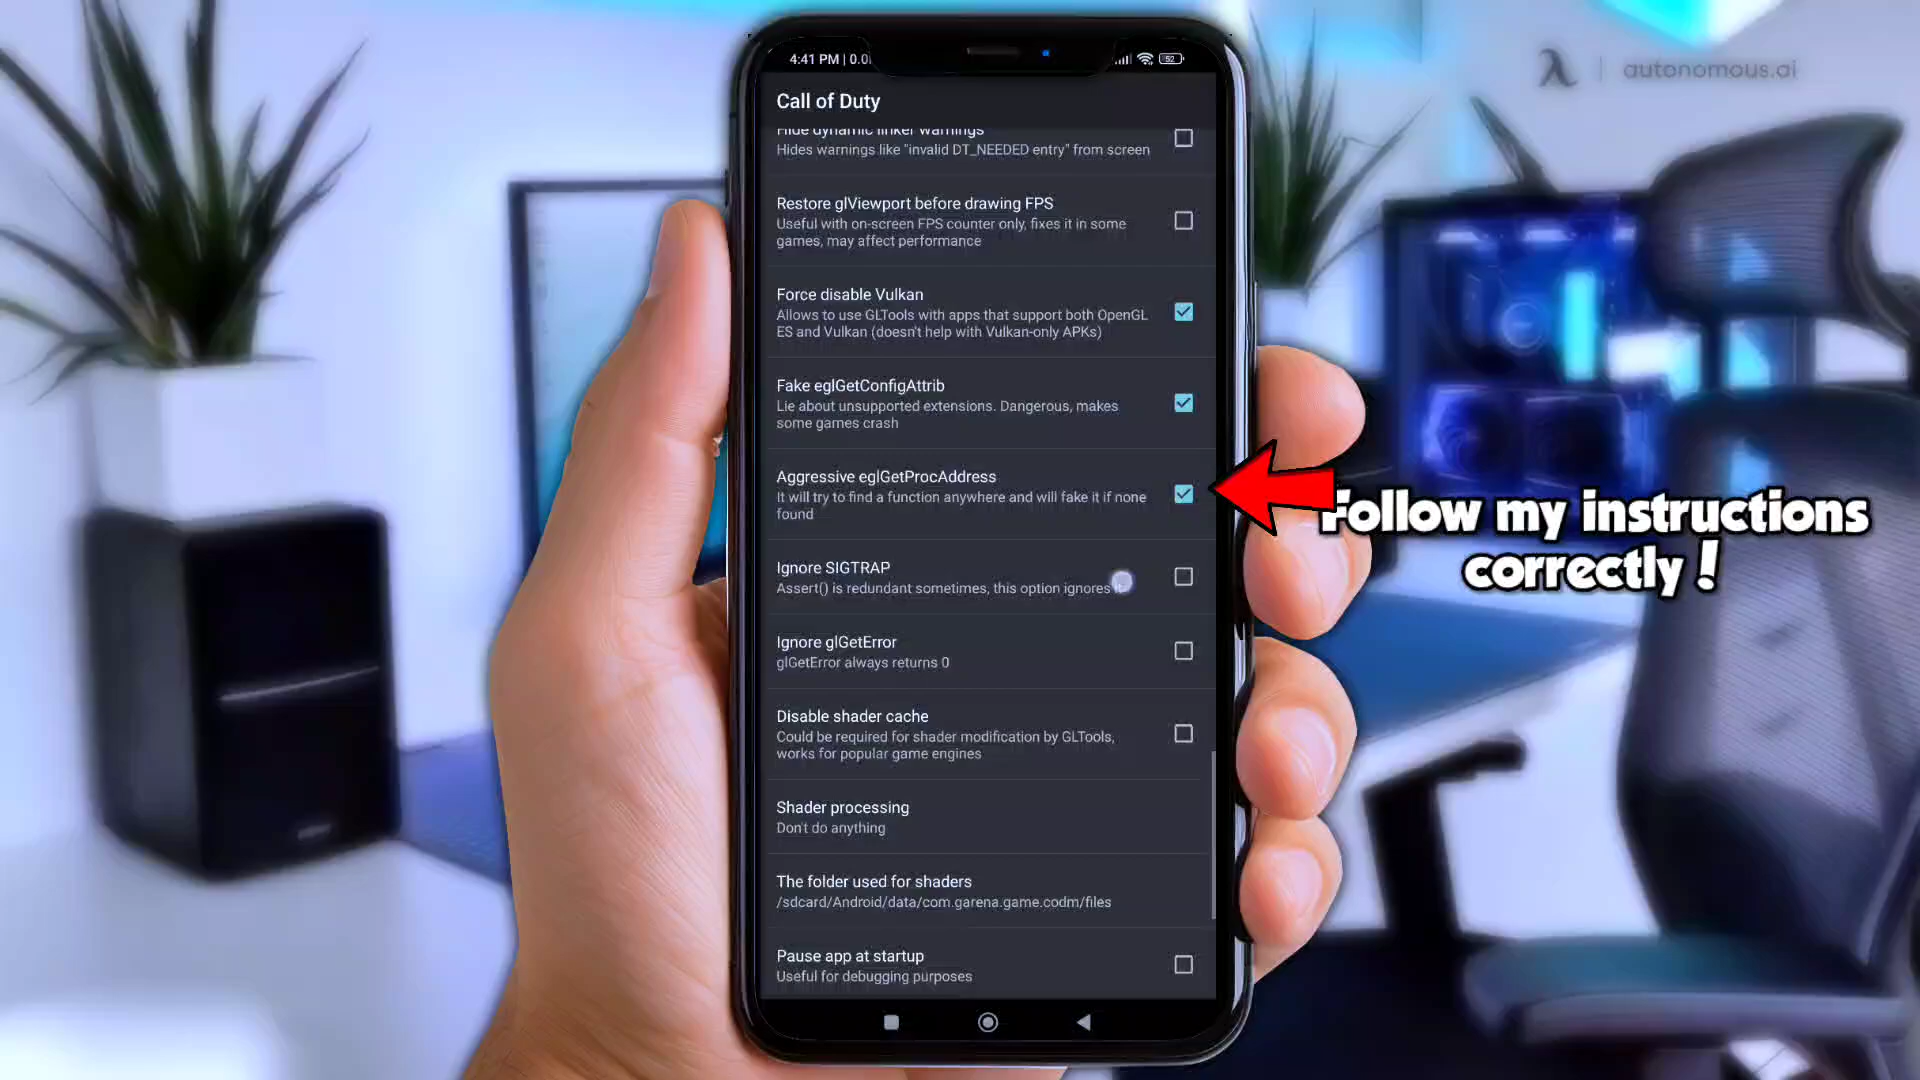 4:41 PM | 0.0
52
autonomous.ai
Call of Duty
Hide dynamic linker warnings
Hides warnings like "invalid DT_NEEDED entry" from screen
Restore glViewport before drawing FPS
Useful with on-screen FPS counter only, fixes it in some
games, may affect performance
Force disable Vulkan
Allows to use GLTools with apps that support both OpenGL
ES and Vulkan (doesn't help with Vulkan-only APKs)
Fake eglGetConfigAttrib
Lie about unsupported extensions. Dangerous, makes
some games crash
Aggressive eglGetProcAddress
It will try to find a function anywhere and will fake it if none
found
Follow my instructions
correctly!
Ignore SIGTRAP
Assert() is redundant sometimes, this option ignores it
Ignore glGetError
glGetError always returns 0
Disable shader cache
Could be required for shader modification by GLTools,
works for popular game engines
Shader processing
Don't do anything
The folder used for shaders
/sdcard/Android/data/com.garena.game.codm/files
Pause app at startup
Useful for debugging purposes